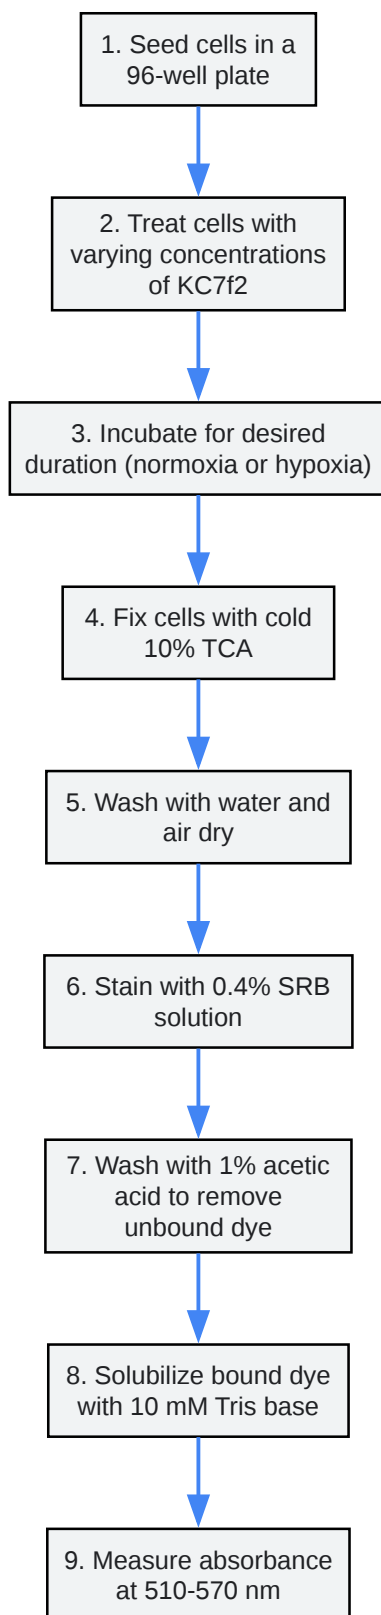 1. Seed cells in a
96-well plate
2. Treat cells with
varying concentrations
of KC7f2
3. Incubate for desired
duration (normoxia or hypoxia)
4. Fix cells with cold
10% TCA
5. Wash with water and
air dry
6. Stain with 0.4% SRB
solution
7. Wash with 1% acetic
acid to remove
unbound dye
8. Solubilize bound dye
with 10 mM Tris base
9. Measure absorbance
at 510-570 nm